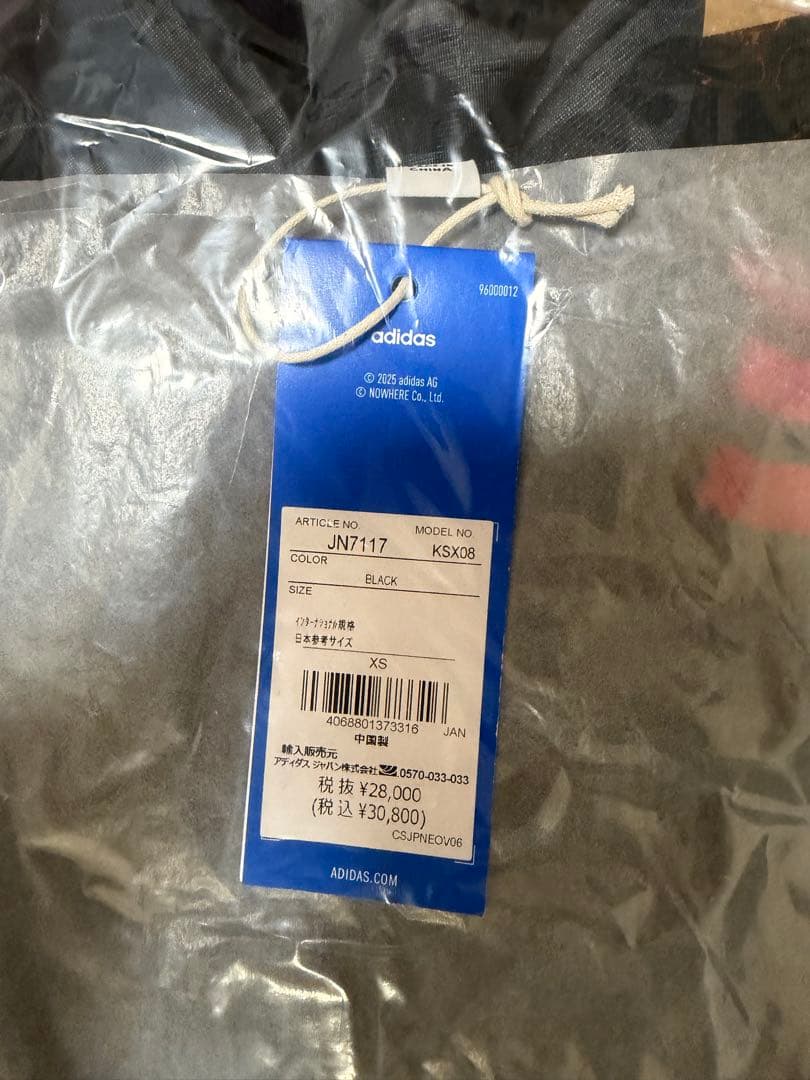 CHINA
96000012
adidas
© 2025 adidas AG
© NOWHERE Co., Ltd.
ARTICLE NO.
JN7117
MODEL NO.
KSX08
COLOR
BLACK
SIZE
インターナショナル規格
日本参考サイズ
XS
4068801373316 JAN
中国製
輸入販売元
アディダス ジャパン株式会社 0570-033-033
税抜 ¥28,000
(税込 ¥30,800)
CSJPNEOV06
ADIDAS.COM